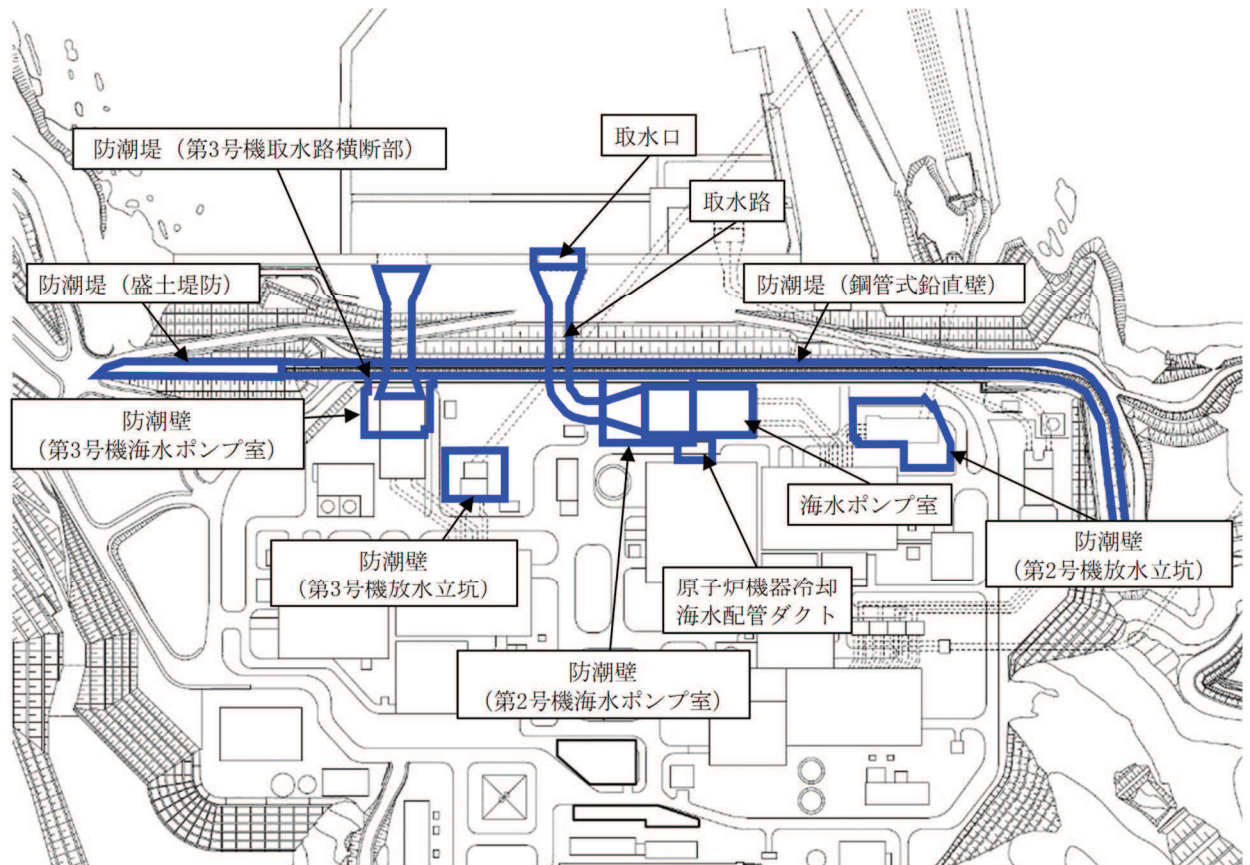 取水口
防潮堤（第3号機取水路横断部）
取水路
防潮堤（盛土堤防）
防潮堤（鋼管式鉛直壁）
防潮壁
(第3号機海水ポンプ室)
海水ポンプ室
防潮壁
(第3号機放水立坑)
防潮壁
(第2号機放水立坑)
原子炉機器冷却
海水配管ダクト
防潮壁
(第2号機海水ポンプ室)